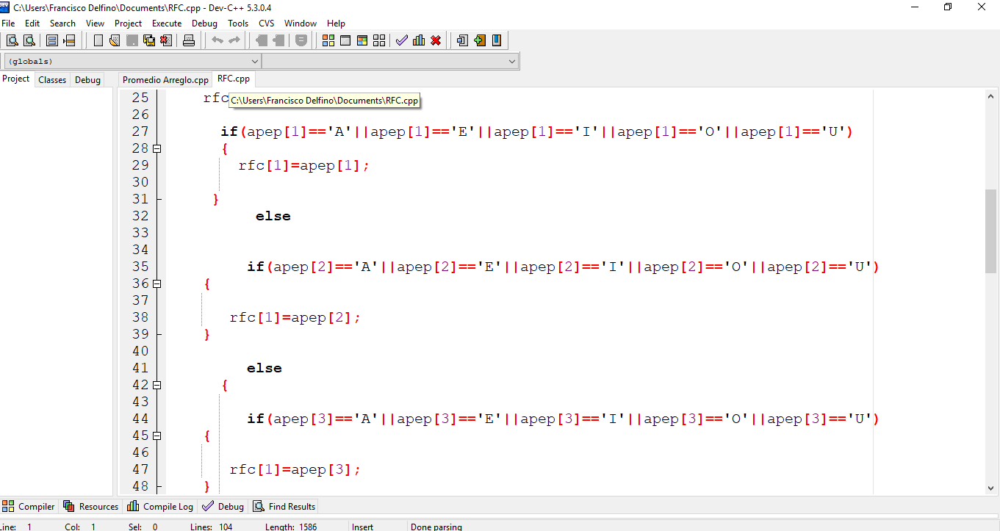 C:\Users\Francisco Delfino\Documents\RFC.cpp - Dev-C++ 5.3.0.4
File Edit Search View Project Execute Debug Tools CVS Window Help
(globals)
Project Classes Debug Promedio Arreglo.cpp RFC.cpp
25 rfc
C:\Users\Francisco Delfino\Documents\RFC.cpp
26
27 if(apep[1]=='A'||apep[1]=='E'||apep[1]=='I'||apep[1]=='O'||apep[1]=='U')
28 {
29 rfc[1]=apep[1];
30
31 }
32 else
33
34
35 if(apep[2]=='A'||apep[2]=='E'||apep[2]=='I'||apep[2]=='O'||apep[2]=='U')
36 {
37
38 rfc[1]=apep[2];
39 }
40
41 else
42 {
43
44 if(apep[3]=='A'||apep[3]=='E'||apep[3]=='I'||apep[3]=='O'||apep[3]=='U')
45 {
46
47 rfc[1]=apep[3];
48 }
Compiler Resources Compile Log Debug Find Results
Line: 1 Col: 1 Sel: 0 Lines: 104 Length: 1586 Insert Done parsing